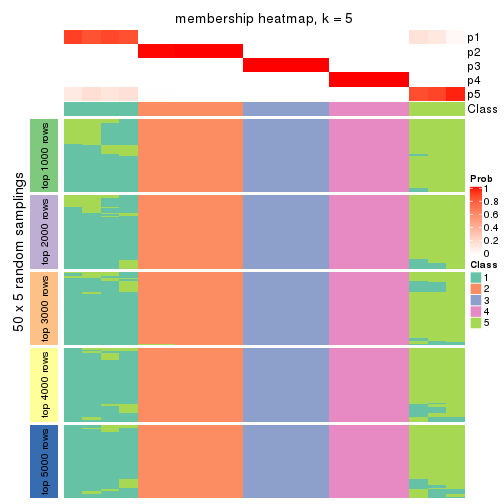 membership heatmap, k = 5
p1
p2
p3
p4
p5
Class
50 x 5 random samplings
top 1000 rows
top 2000 rows
top 3000 rows
top 4000 rows
top 5000 rows
Prob
1
0.8
0.6
0.4
0.2
0
Class
1
2
3
4
5